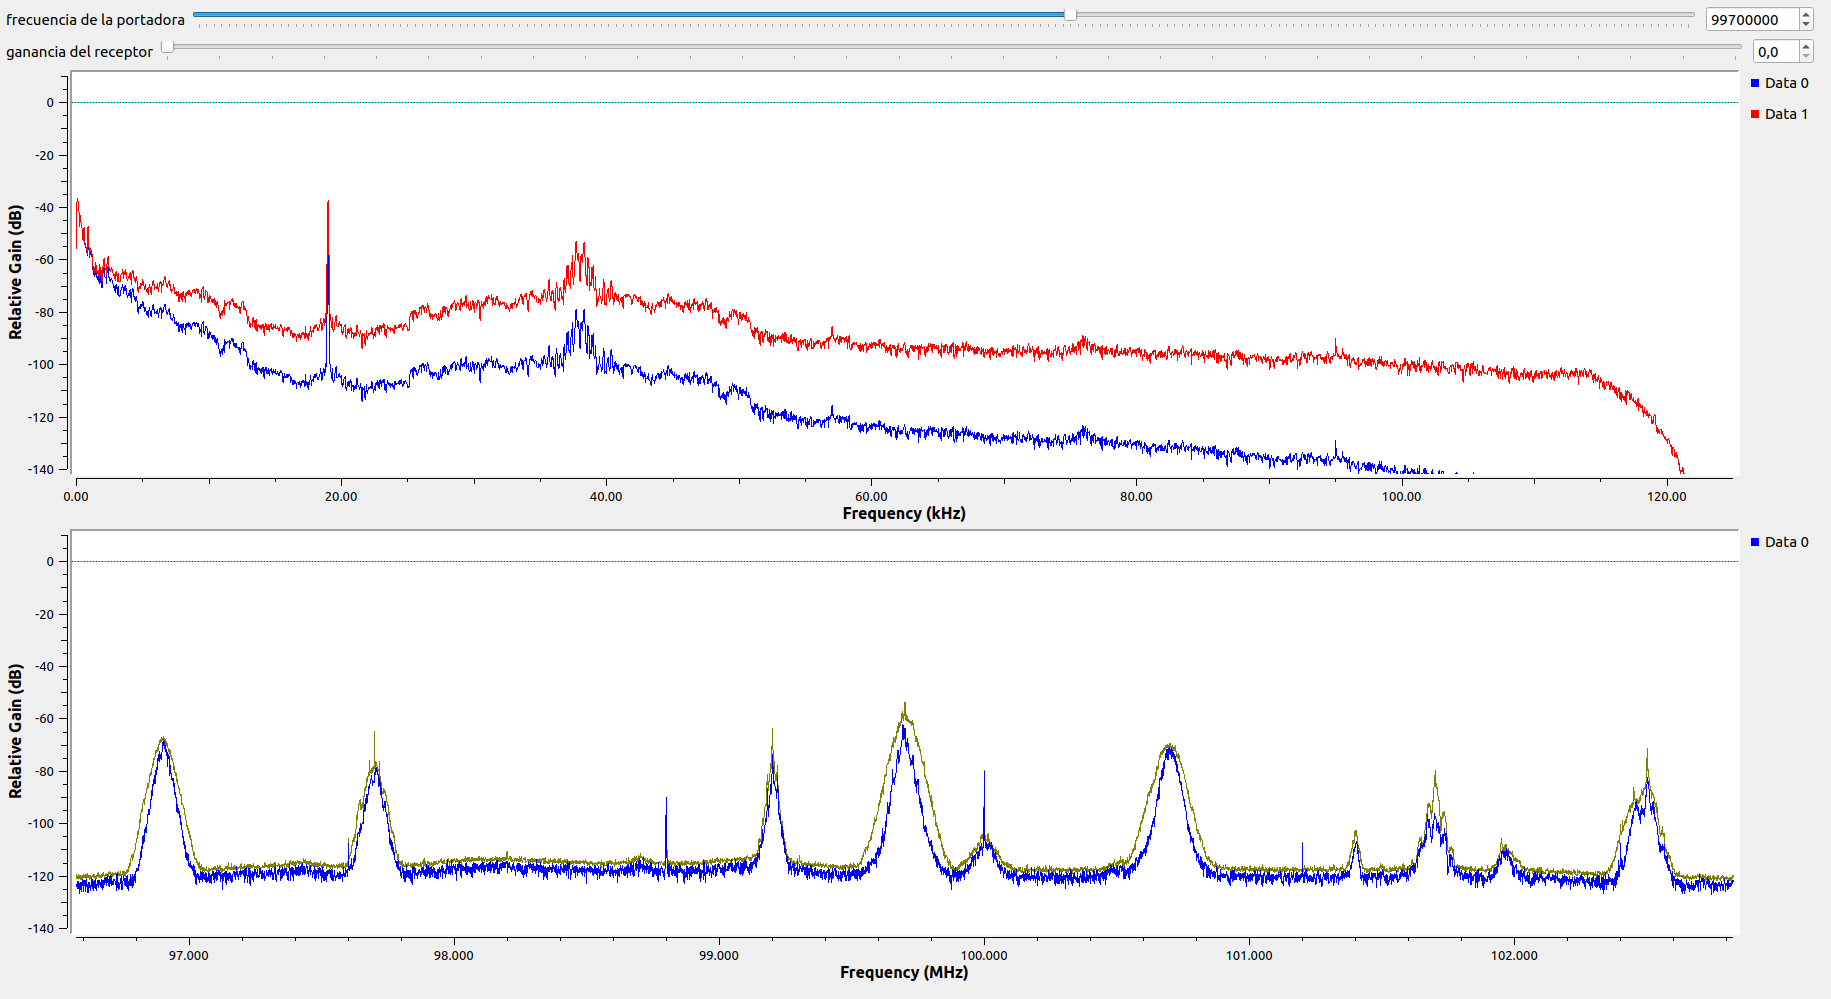 frecuencia de la portadora 99700000
ganancia del receptor 0,0
Data 0
Data 1
Relative Gain (dB)
0
-20
-40
-60
-80
-100
-120
-140
0.00 20.00 40.00 60.00 80.00 100.00 120.00
Frequency (kHz)
Data 0
Relative Gain (dB)
0
-20
-40
-60
-80
-100
-120
-140
97.000 98.000 99.000 100.000 101.000 102.000
Frequency (MHz)